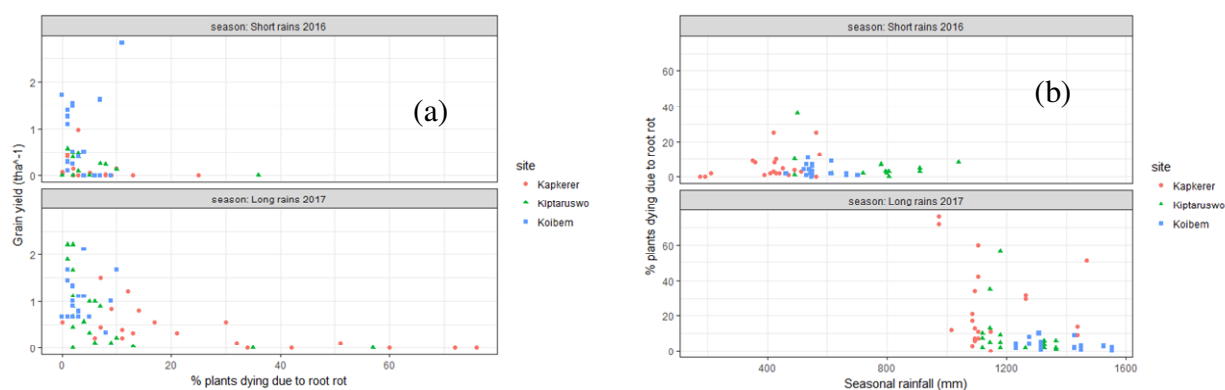 season: Short rains 2016
2
1
0
(a)
season: Long rains 2017
2
1
0
0
20
40
60
Grain yield (tha^-1)
% plants dying due to root rot
site
Kapkerer
Kiptaruswo
Koibem
season: Short rains 2016
60
40
20
0
(b)
season: Long rains 2017
60
40
20
0
400
800
1200
1600
% plants dying due to root rot
Seasonal rainfall (mm)
site
Kapkerer
Kiptaruswo
Koibem